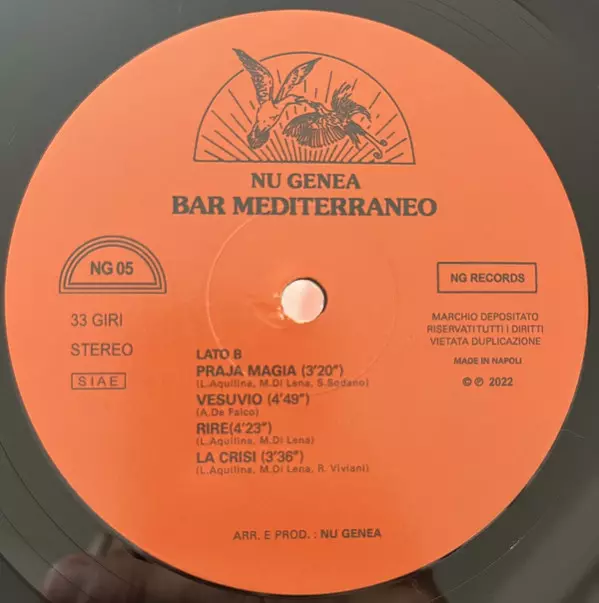 NU GENEA
BAR MEDITERRANEO
NG 05
33 GIRI
STEREO
SIAE
NG RECORDS
MARCHIO DEPOSITATO
RISERVATI TUTTI I DIRITTI
VIETATA DUPLICAZIONE
MADE IN NAPOLI
© ℗ 2022
LATO B
PRAJA MAGIA (3'20")
(L.Aquilina, M.Di Lena, S.Sodano)
VESUVIO (4'49")
(A.De Falco)
RIRE(4'23")
(L.Aquilina, M.Di Lena)
LA CRISI (3'36")
(L.Aquilina, M.Di Lena, R. Viviani)
ARR. E PROD. : NU GENEA